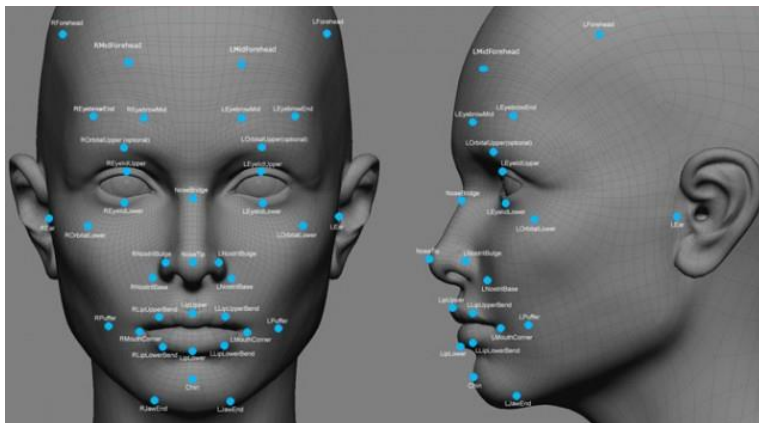 RForehead
LForehead
RMidForehead
LMidForehead
REyebrowEnd
REyebrowMid
LEyebrowMid
LEyebrowEnd
ROrbitalUpper(optional)
LOrbitalUpper(optional)
REyelidUpper
LEyelidUpper
NoseBridge
REyelidLower
LEyelidLower
REar
LEar
ROrbitalLower
LOrbitalLower
RNostrilBulge
NoseTip
LNostrilBulge
RNostrilBase
LNostrilBase
LipUpper
RLipUpperBend
LLipUpperBend
RPuffer
LPuffer
RMouthCorner
LMouthCorner
RLipLowerBend
LipLower
LLipLowerBend
Chin
RJawEnd
LJawEnd
LForehead
LMidForehead
LEyebrowMid
LEyebrowEnd
LOrbitalUpper(optional)
LEyelidUpper
NoseBridge
LEyelidLower
LOrbitalLower
LEar
NoseTip
LNostrilBulge
LNostrilBase
LipUpper
LLipUpperBend
LPuffer
LMouthCorner
LipLower
LLipLowerBend
Chin
LJawEnd